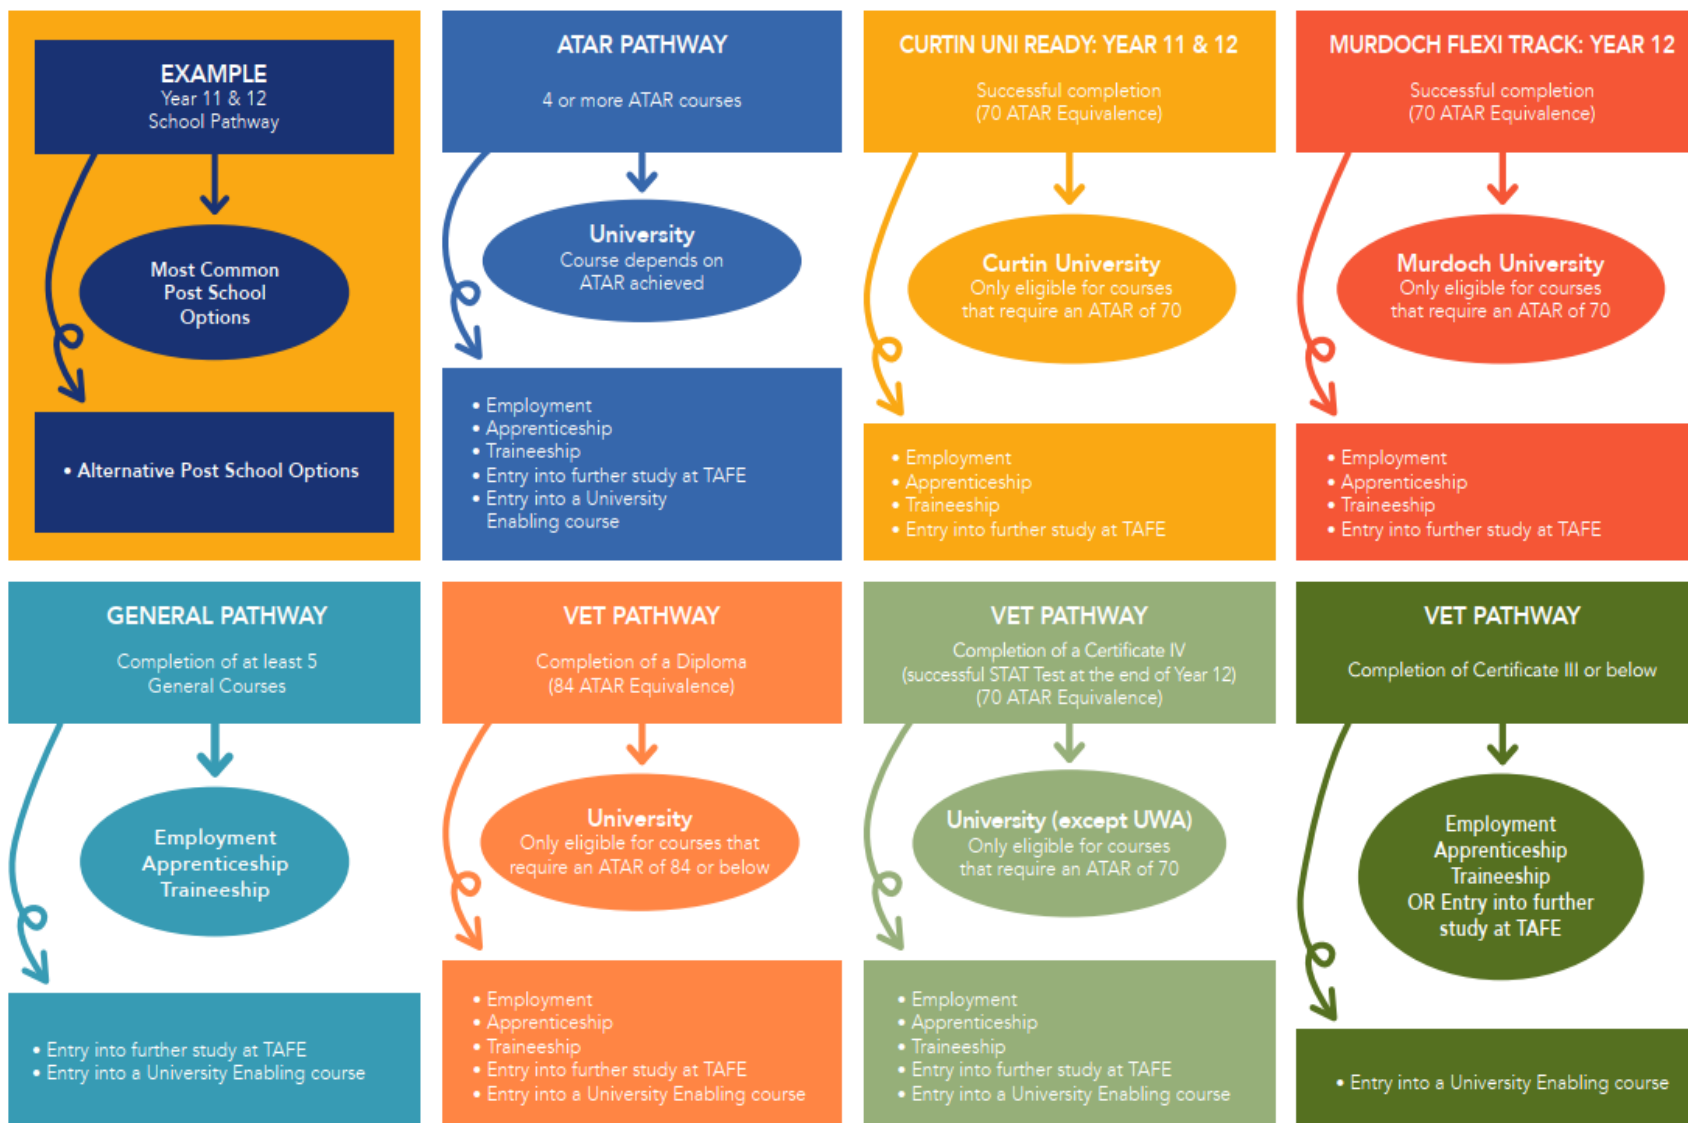 EXAMPLE
Year 11 & 12
School Pathway
Most Common
Post School
Options
• Alternative Post School Options
ATAR PATHWAY
4 or more ATAR courses
University
Course depends on
ATAR achieved
• Employment
• Apprenticeship
• Traineeship
• Entry into further study at TAFE
• Entry into a University
Enabling course
CURTIN UNI READY: YEAR 11 & 12
Successful completion
(70 ATAR Equivalence)
Curtin University
Only eligible for courses
that require an ATAR of 70
• Employment
• Apprenticeship
• Traineeship
• Entry into further study at TAFE
MURDOCH FLEXI TRACK: YEAR 12
Successful completion
(70 ATAR Equivalence)
Murdoch University
Only eligible for courses
that require an ATAR of 70
• Employment
• Apprenticeship
• Traineeship
• Entry into further study at TAFE
GENERAL PATHWAY
Completion of at least 5
General Courses
Employment
Apprenticeship
Traineeship
• Entry into further study at TAFE
• Entry into a University Enabling course
VET PATHWAY
Completion of a Diploma
(84 ATAR Equivalence)
University
Only eligible for courses that
require an ATAR of 84 or below
• Employment
• Apprenticeship
• Traineeship
• Entry into further study at TAFE
• Entry into a University Enabling course
VET PATHWAY
Completion of a Certificate IV
(successful STAT Test at the end of Year 12)
(70 ATAR Equivalence)
University (except UWA)
Only eligible for courses
that require an ATAR of 70
• Employment
• Apprenticeship
• Traineeship
• Entry into further study at TAFE
• Entry into a University Enabling course
VET PATHWAY
Completion of Certificate III or below
Employment
Apprenticeship
Traineeship
OR Entry into further
study at TAFE
• Entry into a University Enabling course